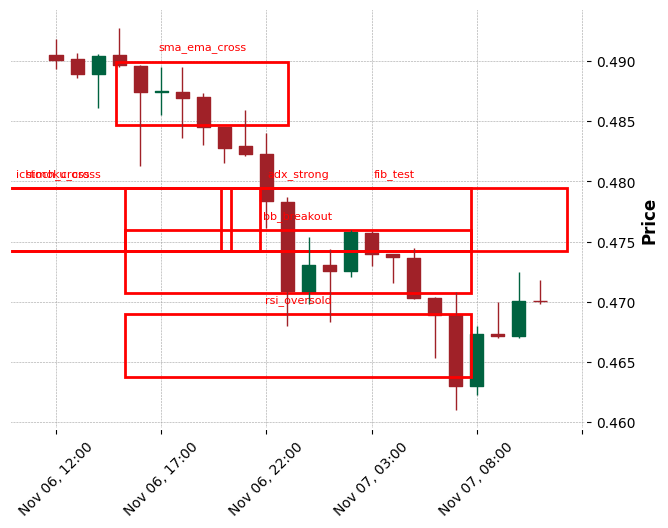 sma_ema_cross
0.490
0.485
0.480
adx_strong
fib_test
bb_breakout
0.475
rsi_oversold
0.470
0.465
0.460
Price
Nov 06, 12:00
Nov 06, 17:00
Nov 06, 22:00
Nov 07, 03:00
Nov 07, 08:00